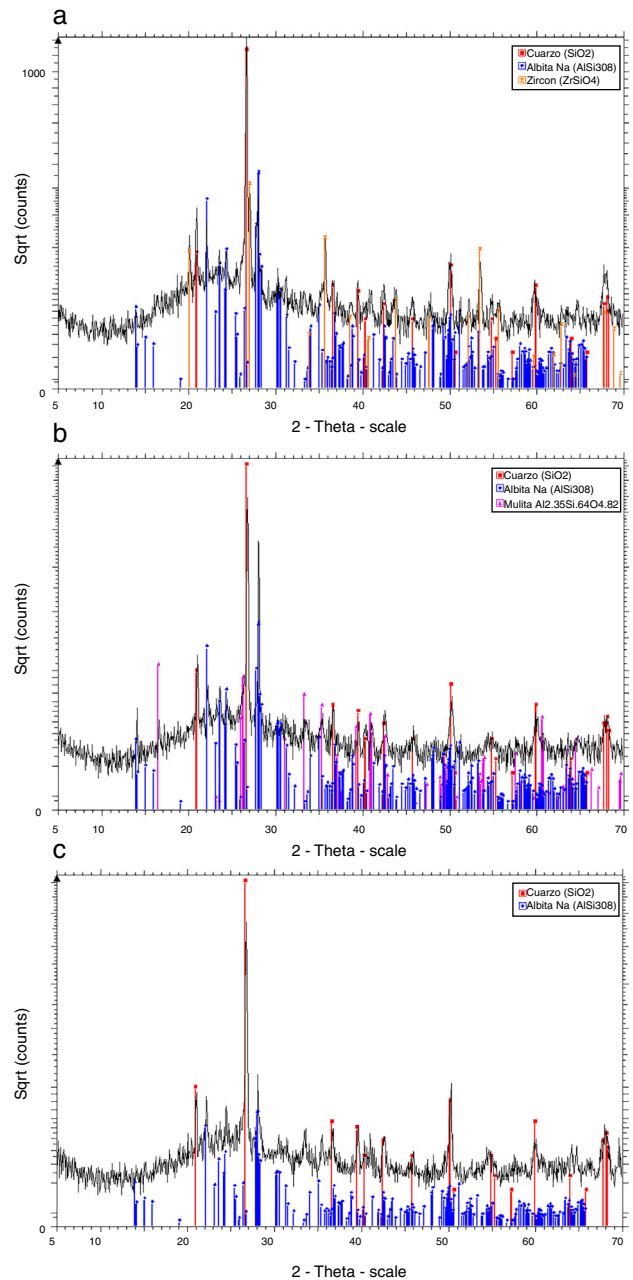 a
1000
Sqrt (counts)
Cuarzo (SiO2)
Albita Na (AlSi308)
Zircon (ZrSiO4)
0
5 10 20 30 40 50 60 70
2 - Theta - scale
b
Sqrt (counts)
Cuarzo (SiO2)
Albita Na (AlSi308)
Mulita Al2.35Si.64O4.82
0
5 10 20 30 40 50 60 70
2 - Theta - scale
c
Sqrt (counts)
Cuarzo (SiO2)
Albita Na (AlSi308)
0
5 10 20 30 40 50 60 70
2 - Theta - scale